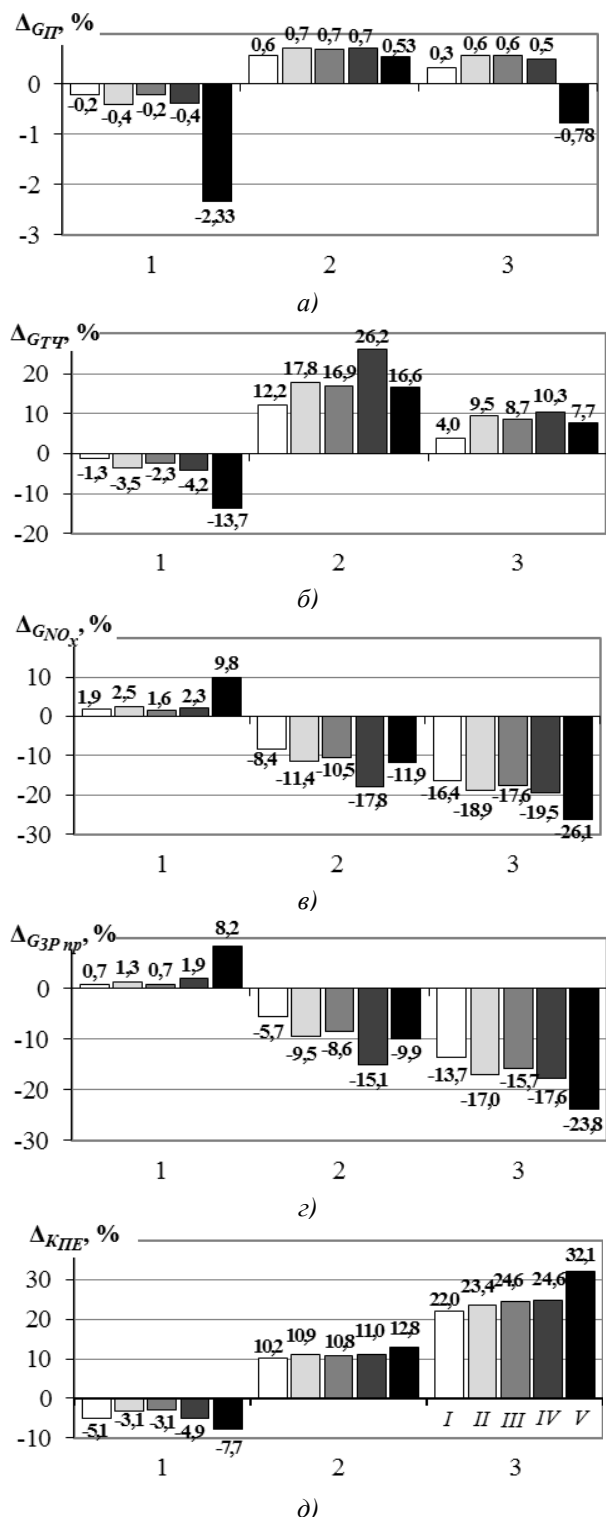 Δ_GП, %
0,6 0,7 0,7 0,7 0,53 0,3 0,6 0,6 0,5
0
-0,2 -0,4 -0,2 -0,4 -0,78
-1
-2
-2,33
-3
1 2 3
а)
Δ_GТЧ, %
26,2
20
12,2 17,8 16,9 16,6
10
4,0 9,5 8,7 10,3 7,7
0
-1,3 -3,5 -2,3 -4,2
-10
-13,7
-20
1 2 3
б)
Δ_GNOx, %
10
1,9 2,5 1,6 2,3 9,8
0
-10
-8,4 -11,4 -10,5 -17,8 -11,9
-20
-16,4 -18,9 -17,6 -19,5 -26,1
-30
1 2 3
в)
Δ_GЗР пр, %
0,7 1,3 0,7 1,9 8,2
0
-5,7 -9,5 -8,6 -15,1 -9,9
-10
-13,7 -17,0 -15,7 -17,6 -23,8
-20
-30
1 2 3
г)
Δ_KПЕ, %
30
22,0 23,4 24,6 24,6 32,1
20
10,2 10,9 10,8 11,0 12,8
10
0
I II III IV V
-5,1 -3,1 -3,1 -4,9 -7,7
-10
1 2 3
д)